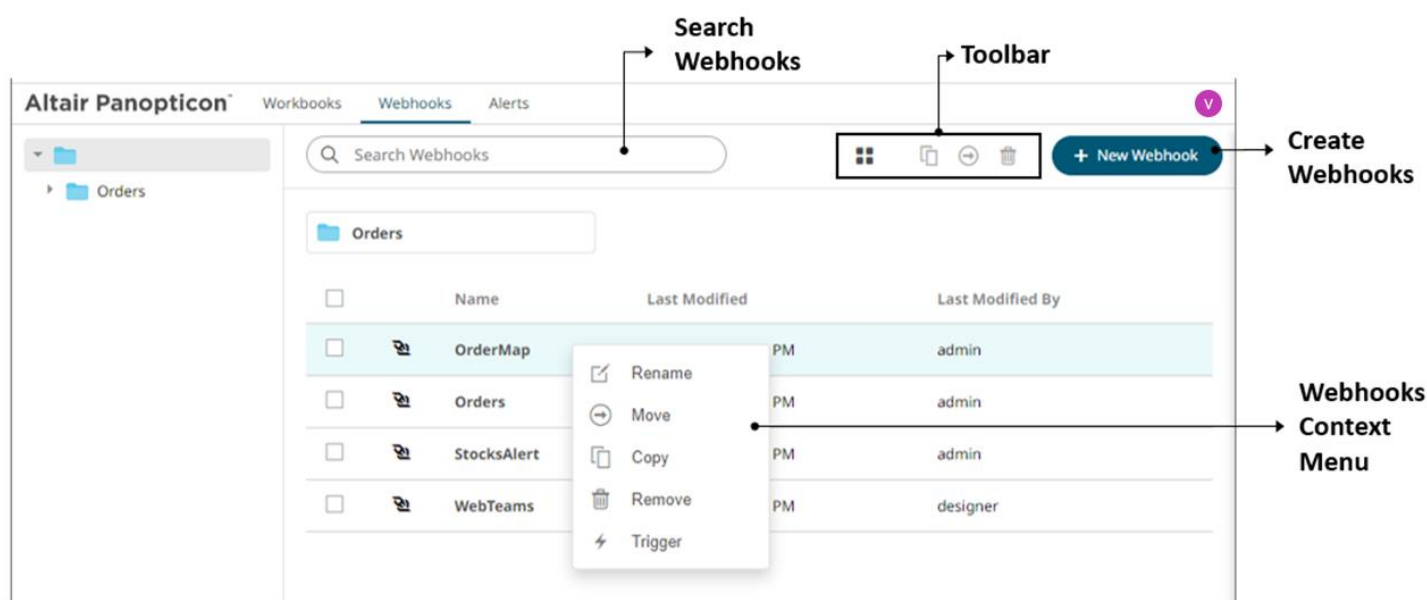 Search
Webhooks
Toolbar
Altair Panopticon™ Workbooks Webhooks Alerts V
Search Webhooks
+ New Webhook
Create
Webhooks
Orders
Orders
Name Last Modified Last Modified By
OrderMap PM admin
Rename
Orders PM admin
Move
Webhooks
Context
Menu
StocksAlert PM admin
Copy
WebTeams PM designer
Remove
Trigger